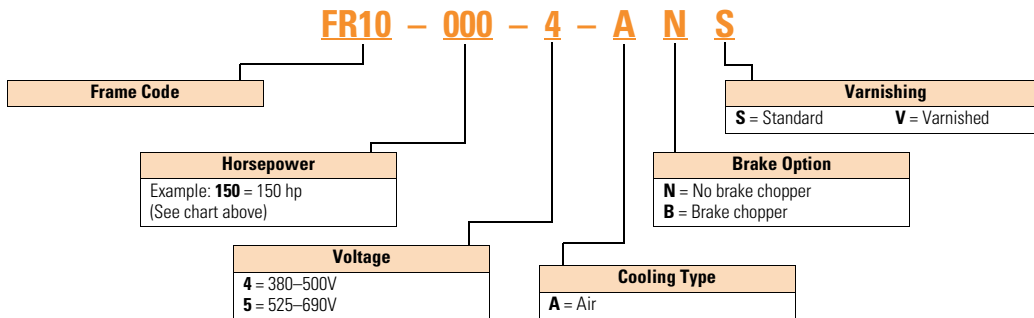 FR10 – 000 – 4 – A N S
Frame Code
Varnishing
S = Standard V = Varnished
Horsepower
Example: 150 = 150 hp
(See chart above)
Brake Option
N = No brake chopper
B = Brake chopper
Voltage
4 = 380–500V
5 = 525–690V
Cooling Type
A = Air